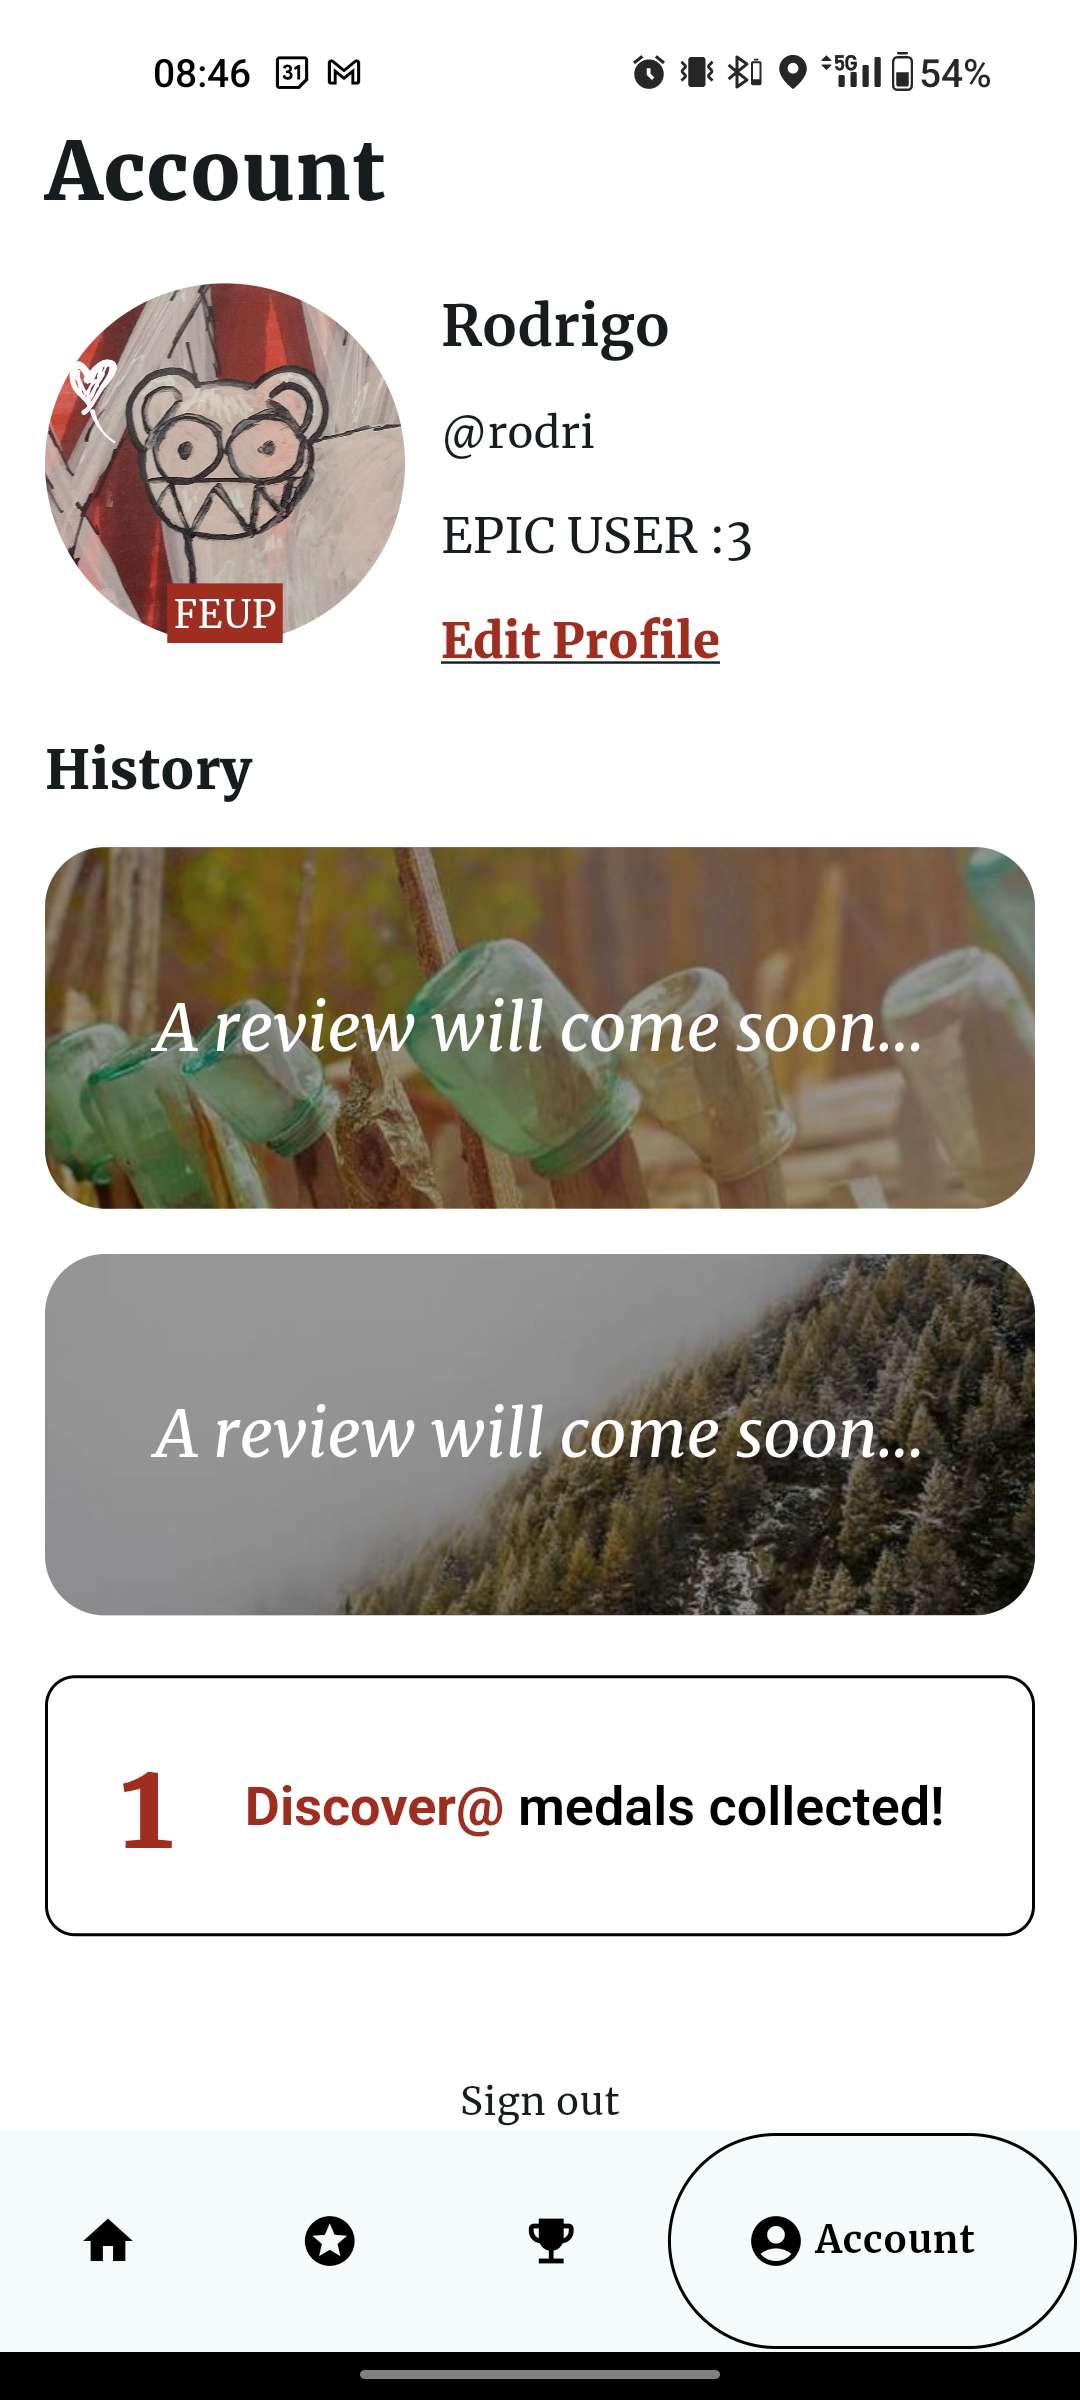 08:46 31 5G 54%
Account
Rodrigo
@rodri
EPIC USER :3
FEUP
Edit Profile
History
A review will come soon...
A review will come soon...
1 Discover@ medals collected!
Sign out
Account